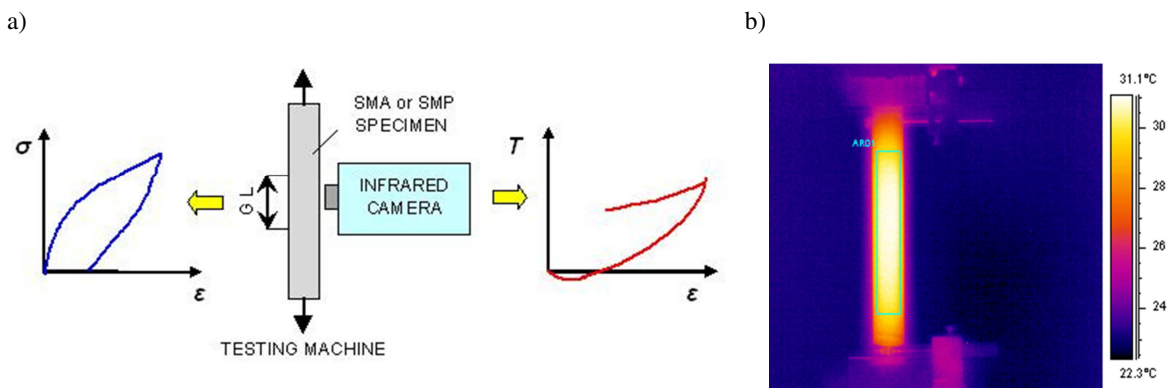 a)
b)
SMA or SMP
SPECIMEN
σ
G L
INFRARED
CAMERA
T
ε
ε
TESTING MACHINE
AR01
31.1°C
30
28
26
24
22.3°C